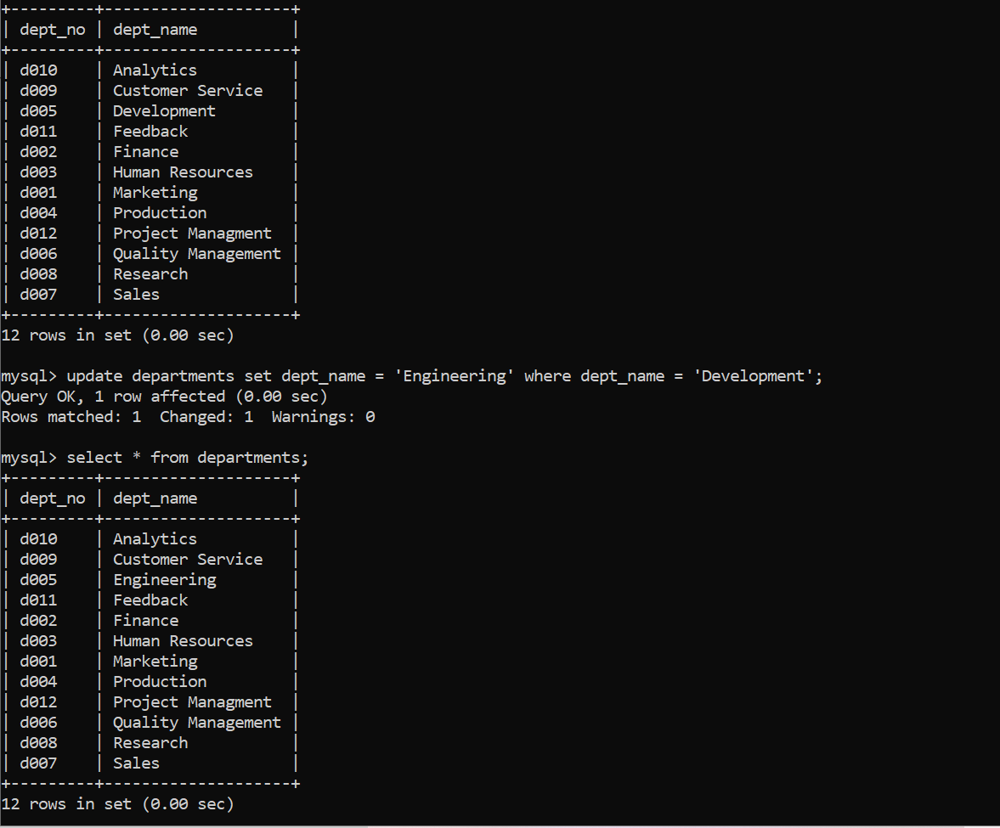 +---------+--------------------+
| dept_no | dept_name          |
+---------+--------------------+
| d010    | Analytics          |
| d009    | Customer Service   |
| d005    | Development        |
| d011    | Feedback           |
| d002    | Finance            |
| d003    | Human Resources    |
| d001    | Marketing          |
| d004    | Production         |
| d012    | Project Managment  |
| d006    | Quality Management |
| d008    | Research           |
| d007    | Sales              |
+---------+--------------------+
12 rows in set (0.00 sec)

mysql> update departments set dept_name = 'Engineering' where dept_name = 'Development';
Query OK, 1 row affected (0.00 sec)
Rows matched: 1  Changed: 1  Warnings: 0

mysql> select * from departments;
+---------+--------------------+
| dept_no | dept_name          |
+---------+--------------------+
| d010    | Analytics          |
| d009    | Customer Service   |
| d005    | Engineering        |
| d011    | Feedback           |
| d002    | Finance            |
| d003    | Human Resources    |
| d001    | Marketing          |
| d004    | Production         |
| d012    | Project Managment  |
| d006    | Quality Management |
| d008    | Research           |
| d007    | Sales              |
+---------+--------------------+
12 rows in set (0.00 sec)